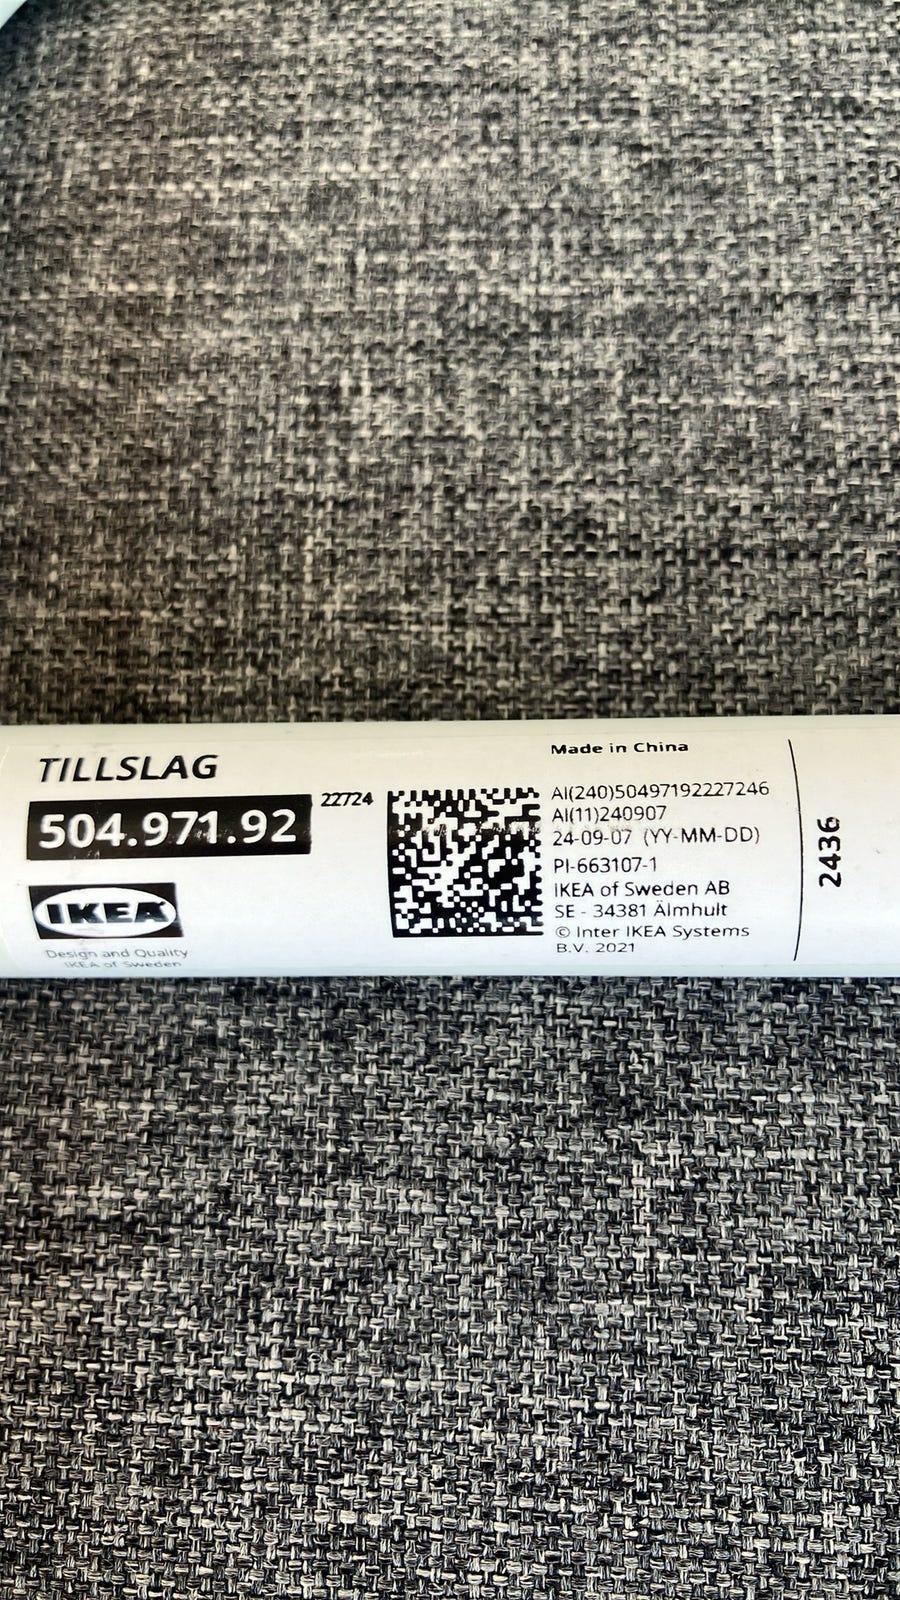 TILLSLAG
504.971.92
22724
IKEA
Design and Quality
IKEA of Sweden
Made in China
AI(240)50497192227246
AI(11)240907
24-09-07 (YY-MM-DD)
PI-663107-1
IKEA of Sweden AB
SE - 34381 Älmhult
© Inter IKEA Systems
B.V. 2021
2436